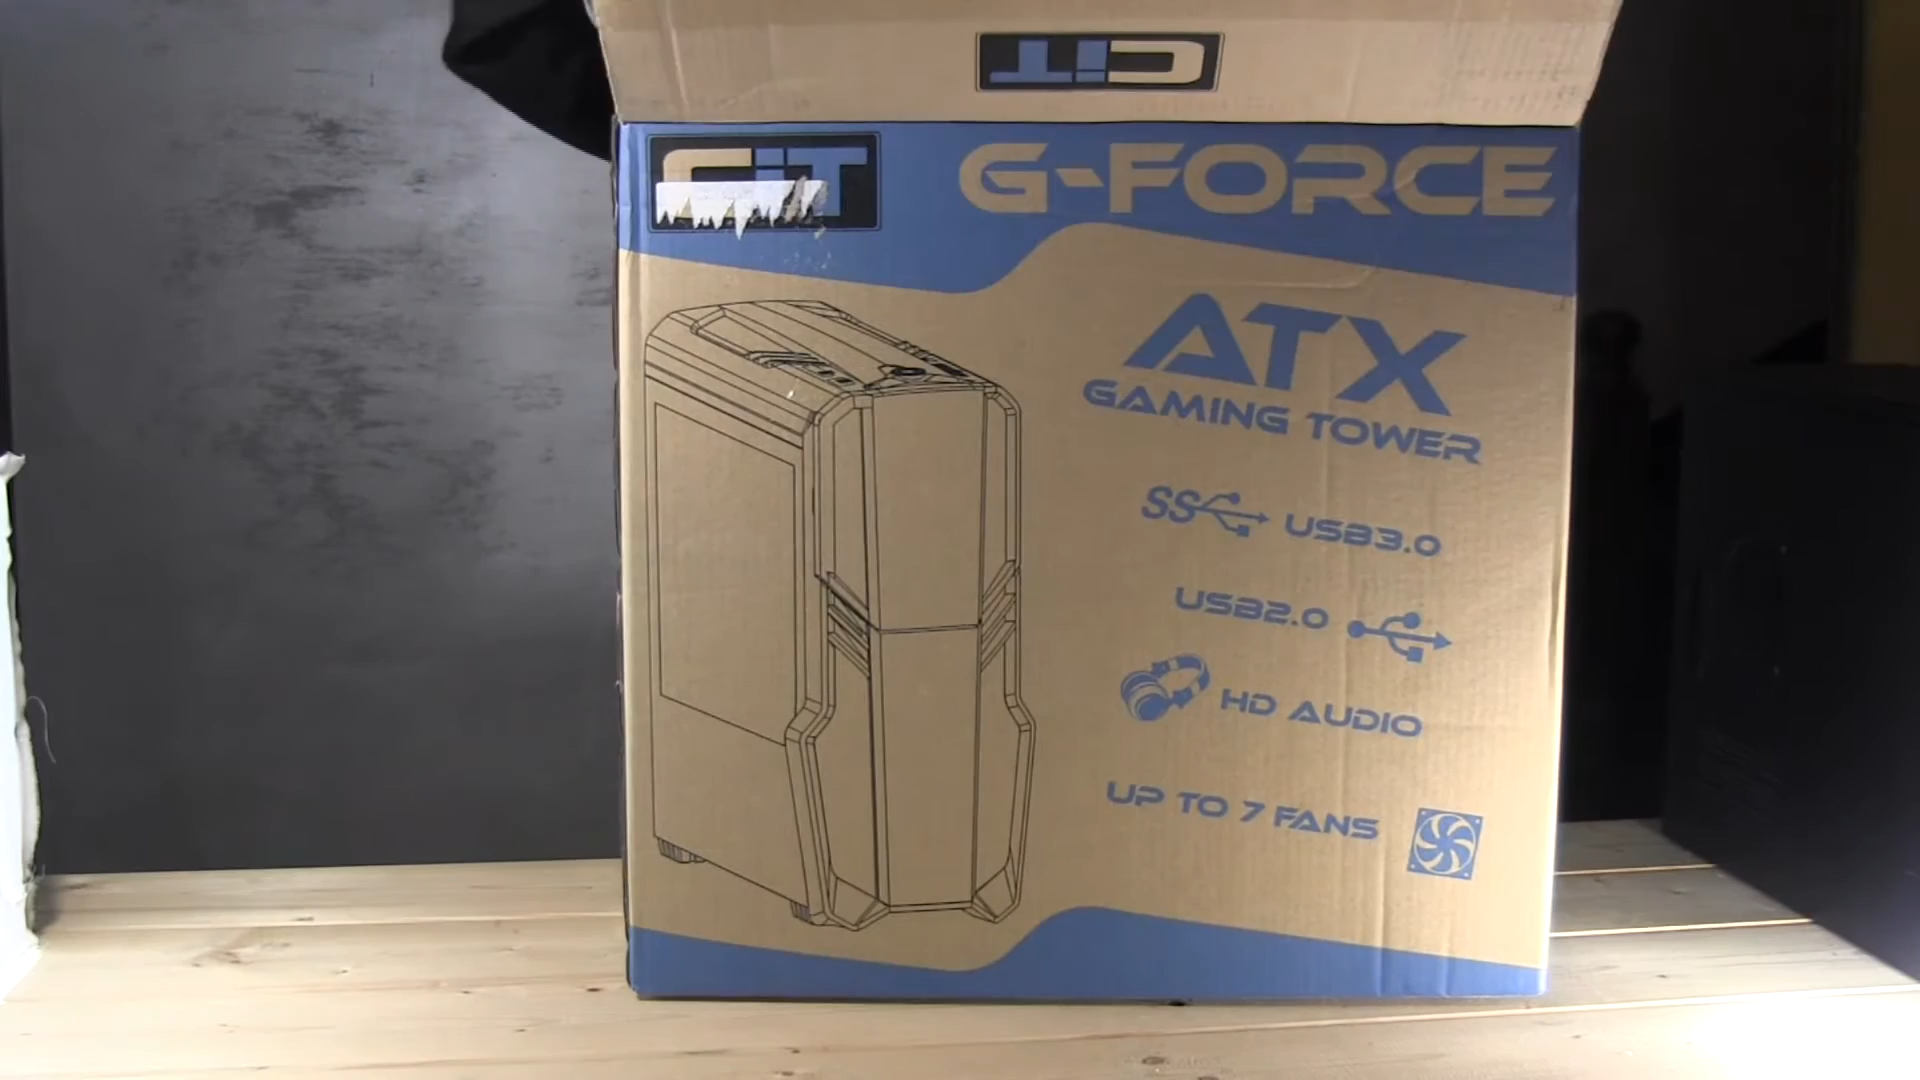 CiT
CiT
G-FORCE
ATX
GAMING TOWER
SS USB3.0
USB2.0
HD AUDIO
UP TO 7 FANS